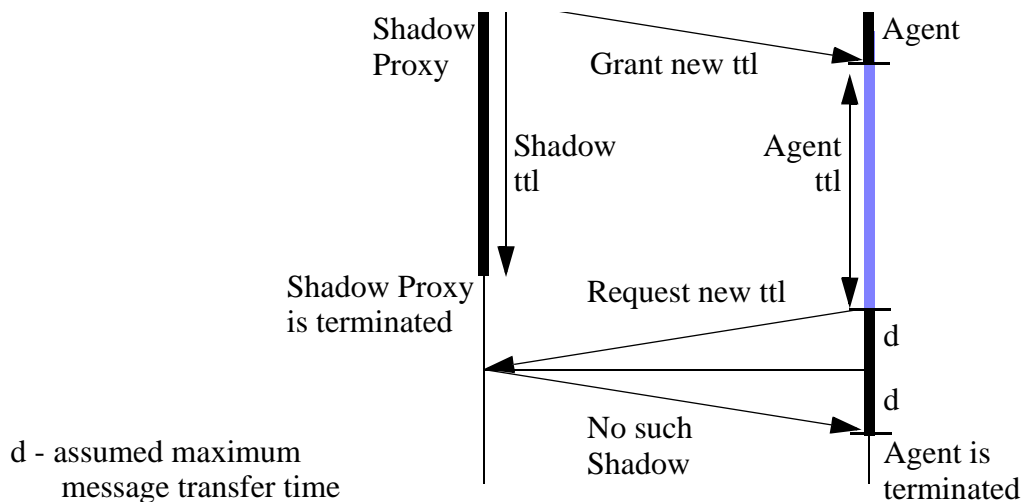 Shadow
Proxy
Agent
Grant new ttl
Shadow
ttl
Agent
ttl
Shadow Proxy
is terminated
Request new ttl
d
d
No such
Shadow
d - assumed maximum
message transfer time
Agent is
terminated